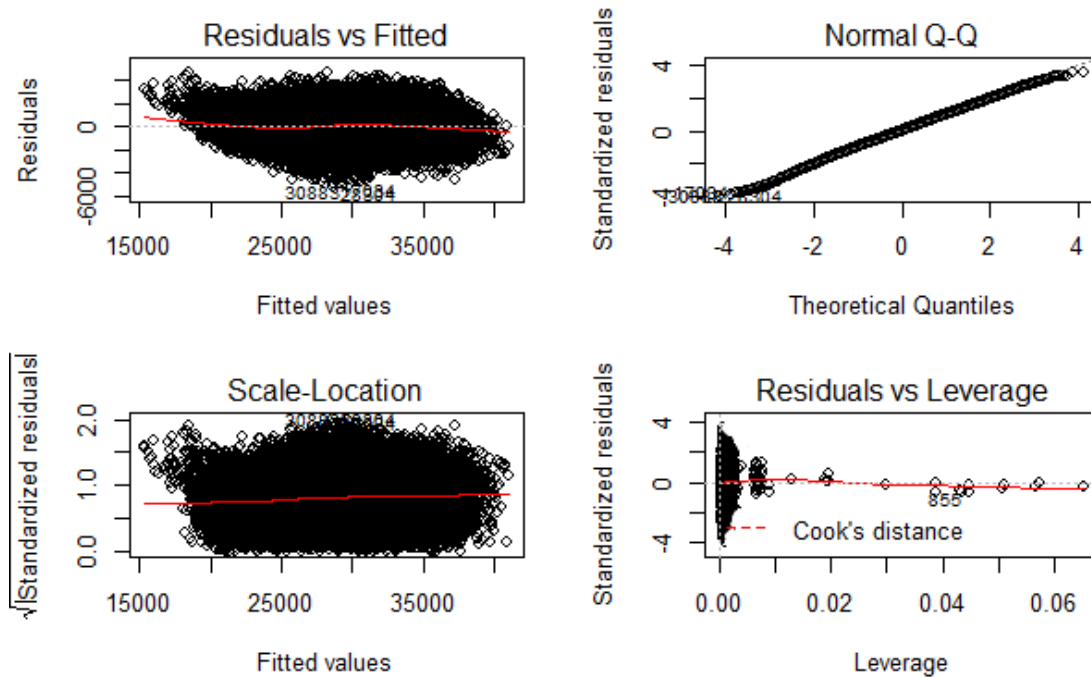 Residuals vs Fitted
Residuals
0
-6000
15000
25000
35000
Fitted values
Normal Q-Q
Standardized residuals
4
0
-4
-4
-2
0
2
4
Theoretical Quantiles
Scale-Location
√|Standardized residuals|
2.0
1.0
0.0
15000
25000
35000
Fitted values
Residuals vs Leverage
Standardized residuals
4
0
-4
855
Cook's distance
0.00
0.02
0.04
0.06
Leverage